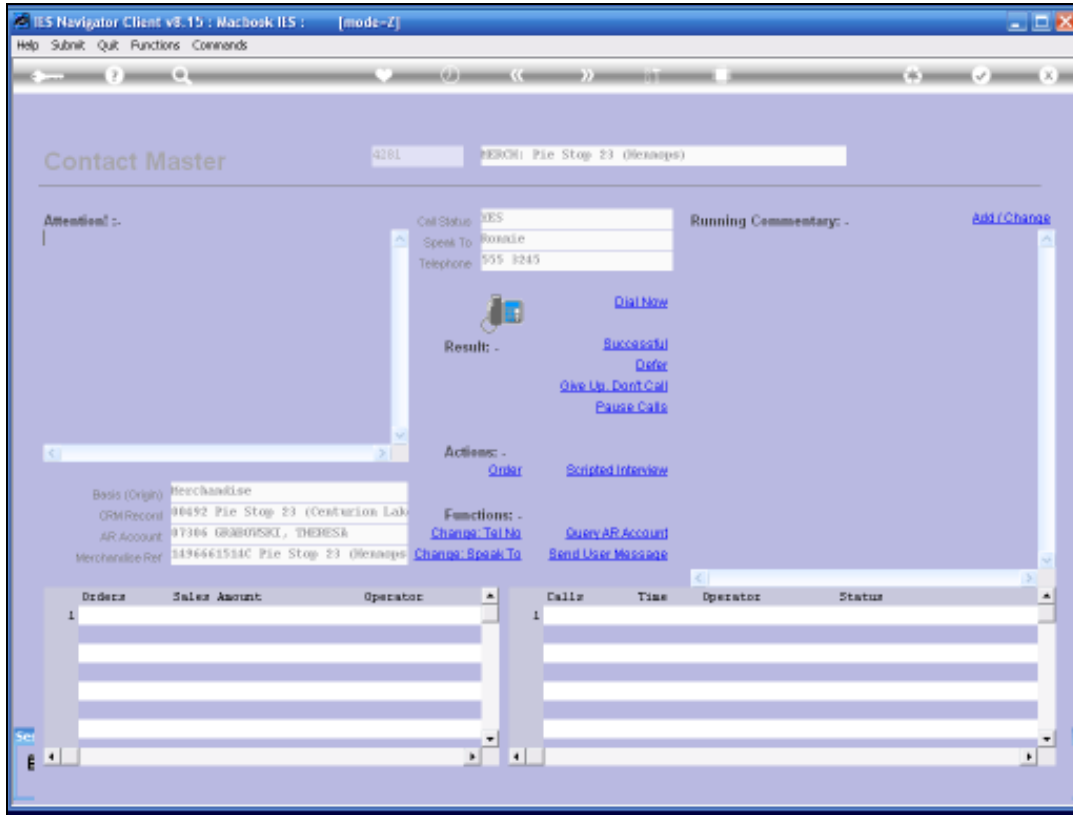 IES Navigator Client v8.15 : Macbook IES : [mode-Z]
Help Submit Quit Functions Commands
Contact Master 4281 MERCH: Pie Stop 23 (Hennops)
Attention! :-
Call Status YES
Speak To Ronnie
Telephone 555 3245
Running Commentary: - Add / Change
Dial Now
Result: - Successful
Defer
Give Up, Don't Call
Pause Calls
Actions: -
Order Scripted Interview
Basis (Origin) Merchandise
CRM Record 00492 Pie Stop 23 (Centurion Lak
AR Account 07306 GRABOWSKI, THERESA
Merchandise Ref 1496661514C Pie Stop 23 (Hennops
Functions: -
Change: Tel No Query AR Account
Change: Speak To Send User Message
Orders Sales Amount Operator
1
Calls Time Operator Status
1